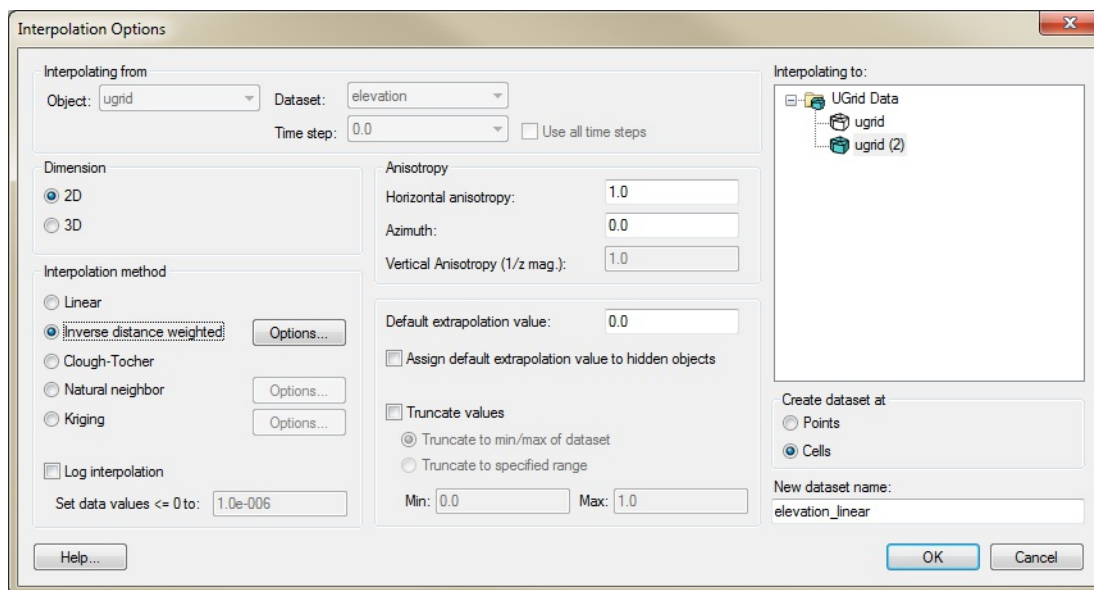 Interpolation Options
x
Interpolating from
Object: ugrid Dataset: elevation
Time step: 0.0 Use all time steps
Dimension
2D
3D
Anisotropy
Horizontal anisotropy: 1.0
Azimuth: 0.0
Vertical Anisotropy (1/z mag.): 1.0
Interpolation method
Linear
Inverse distance weighted Options...
Clough-Tocher
Natural neighbor Options...
Kriging Options...
Log interpolation
Set data values <= 0 to: 1.0e-006
Default extrapolation value: 0.0
Assign default extrapolation value to hidden objects
Truncate values
Truncate to min/max of dataset
Truncate to specified range
Min: 0.0 Max: 1.0
Interpolating to:
UGrid Data
ugrid
ugrid (2)
Create dataset at
Points
Cells
New dataset name:
elevation_linear
Help... OK Cancel